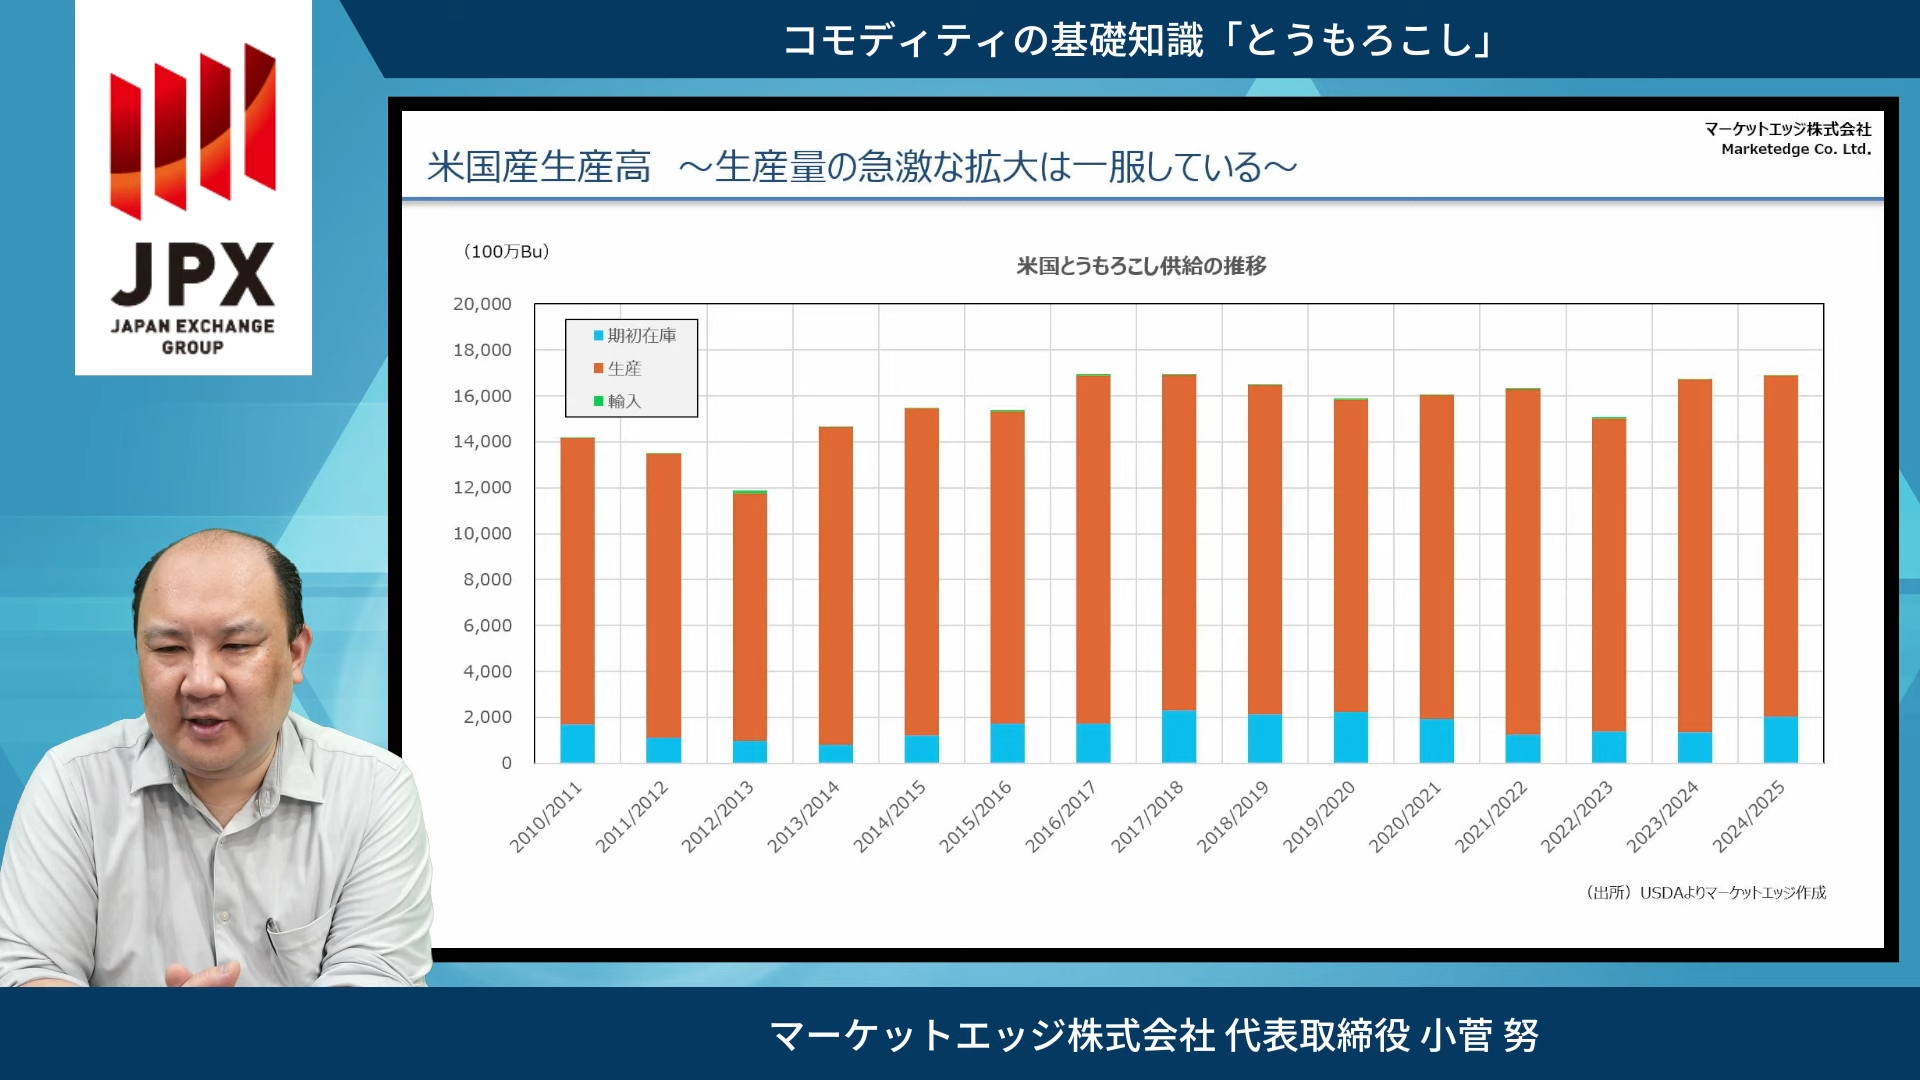 コモディティの基礎知識「とうもろこし」
JPX
JAPAN EXCHANGE
GROUP
マーケットエッジ株式会社
Marketedge Co. Ltd.
米国産生産高　～生産量の急激な拡大は一服している～
（100万Bu）
米国とうもろこし供給の推移
20,000
18,000
16,000
14,000
12,000
10,000
8,000
6,000
4,000
2,000
0
期初在庫
生産
輸入
2010/2011
2011/2012
2012/2013
2013/2014
2014/2015
2015/2016
2016/2017
2017/2018
2018/2019
2019/2020
2020/2021
2021/2022
2022/2023
2023/2024
2024/2025
（出所）USDAよりマーケットエッジ作成
マーケットエッジ株式会社 代表取締役 小菅 努